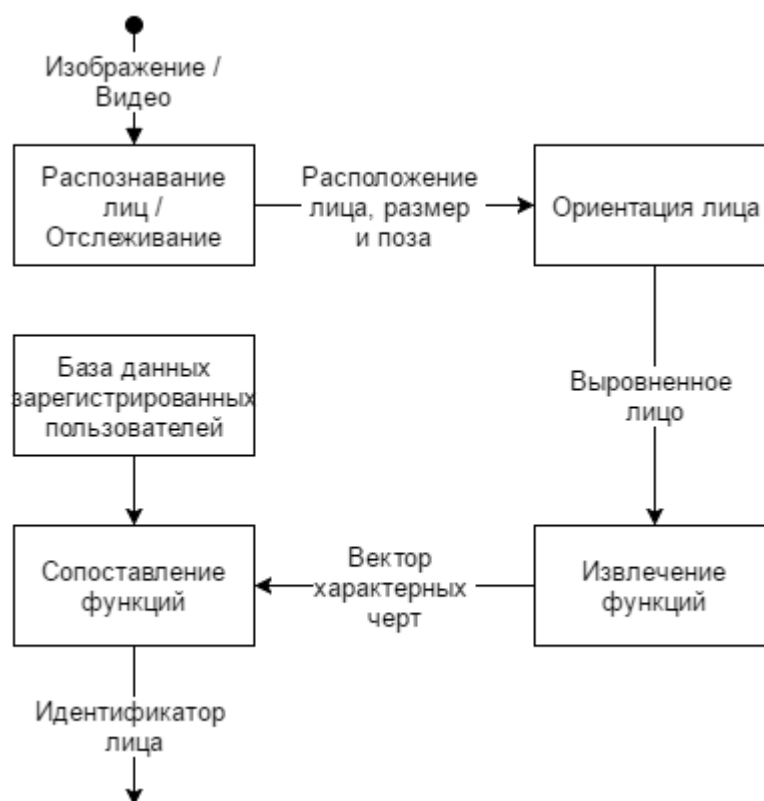 Изображение /
Видео
Распознавание
лиц /
Отслеживание
Расположение
лица, размер
и поза
Ориентация лица
База данных
зарегистрированных
пользователей
Выровненное
лицо
Сопоставление
функций
Вектор
характерных
черт
Извлечение
функций
Идентификатор
лица